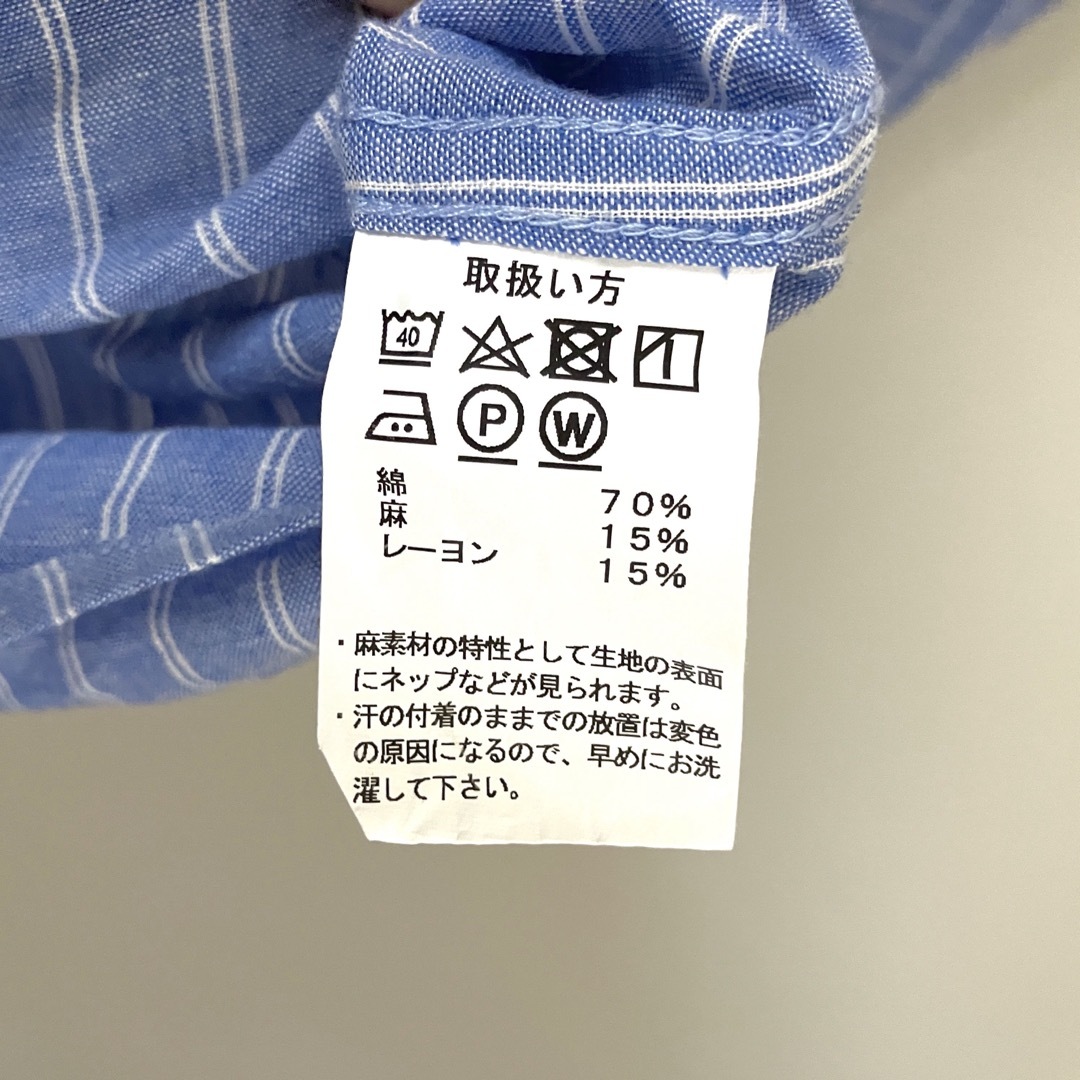 取扱い方
40
P W
綿 70%
麻 15%
レーヨン 15%
・麻素材の特性として生地の表面
にネップなどが見られます。
・汗の付着のままでの放置は変色
の原因になるので、早めにお洗
濯して下さい。